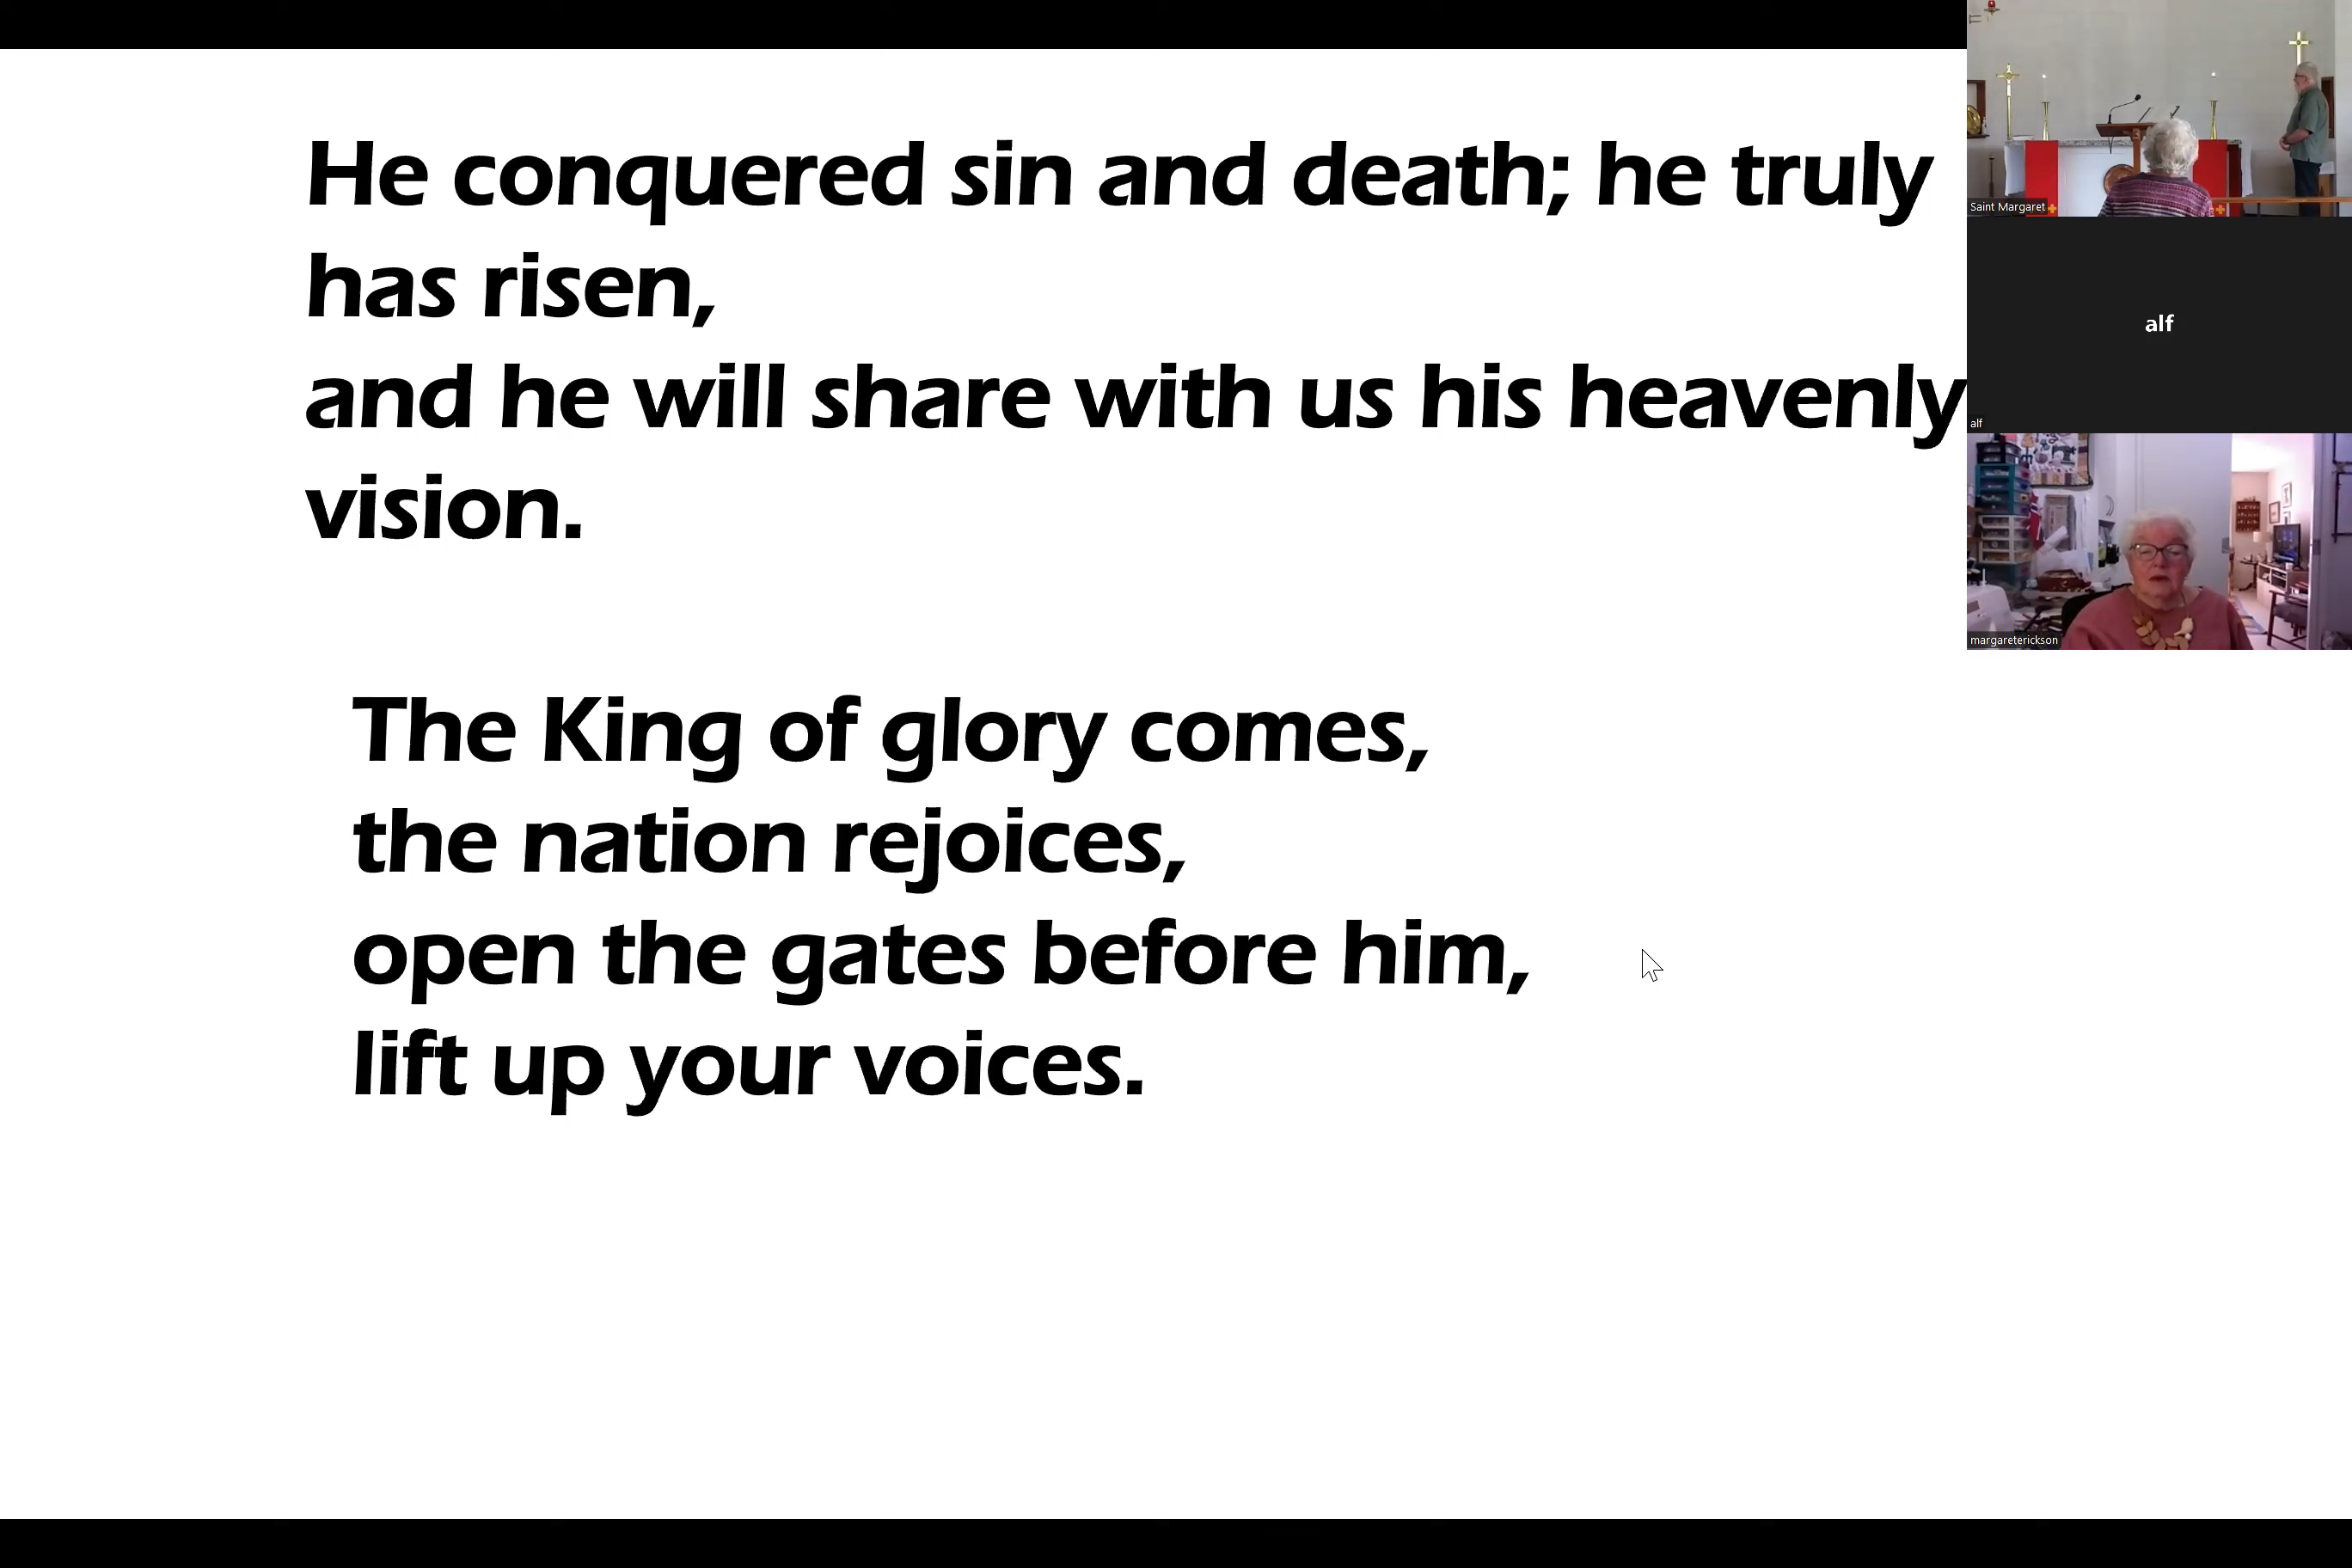 He conquered sin and death; he truly
has risen,
and he will share with us his heavenly
vision.
The King of glory comes,
the nation rejoices,
open the gates before him,
lift up your voices.
Saint Margaret
alf
alf
margareterickson